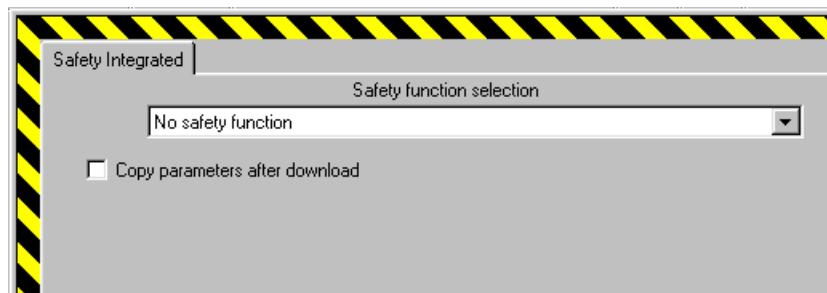 Safety Integrated
Safety function selection
No safety function
Copy parameters after download